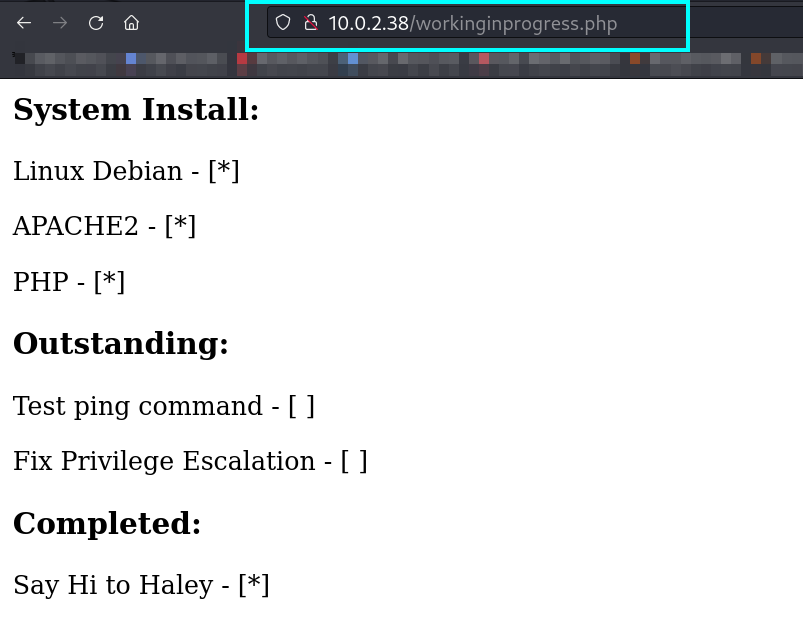 10.0.2.38/workinginprogress.php
System Install:
Linux Debian - [*]
APACHE2 - [*]
PHP - [*]
Outstanding:
Test ping command - [ ]
Fix Privilege Escalation - [ ]
Completed:
Say Hi to Haley - [*]